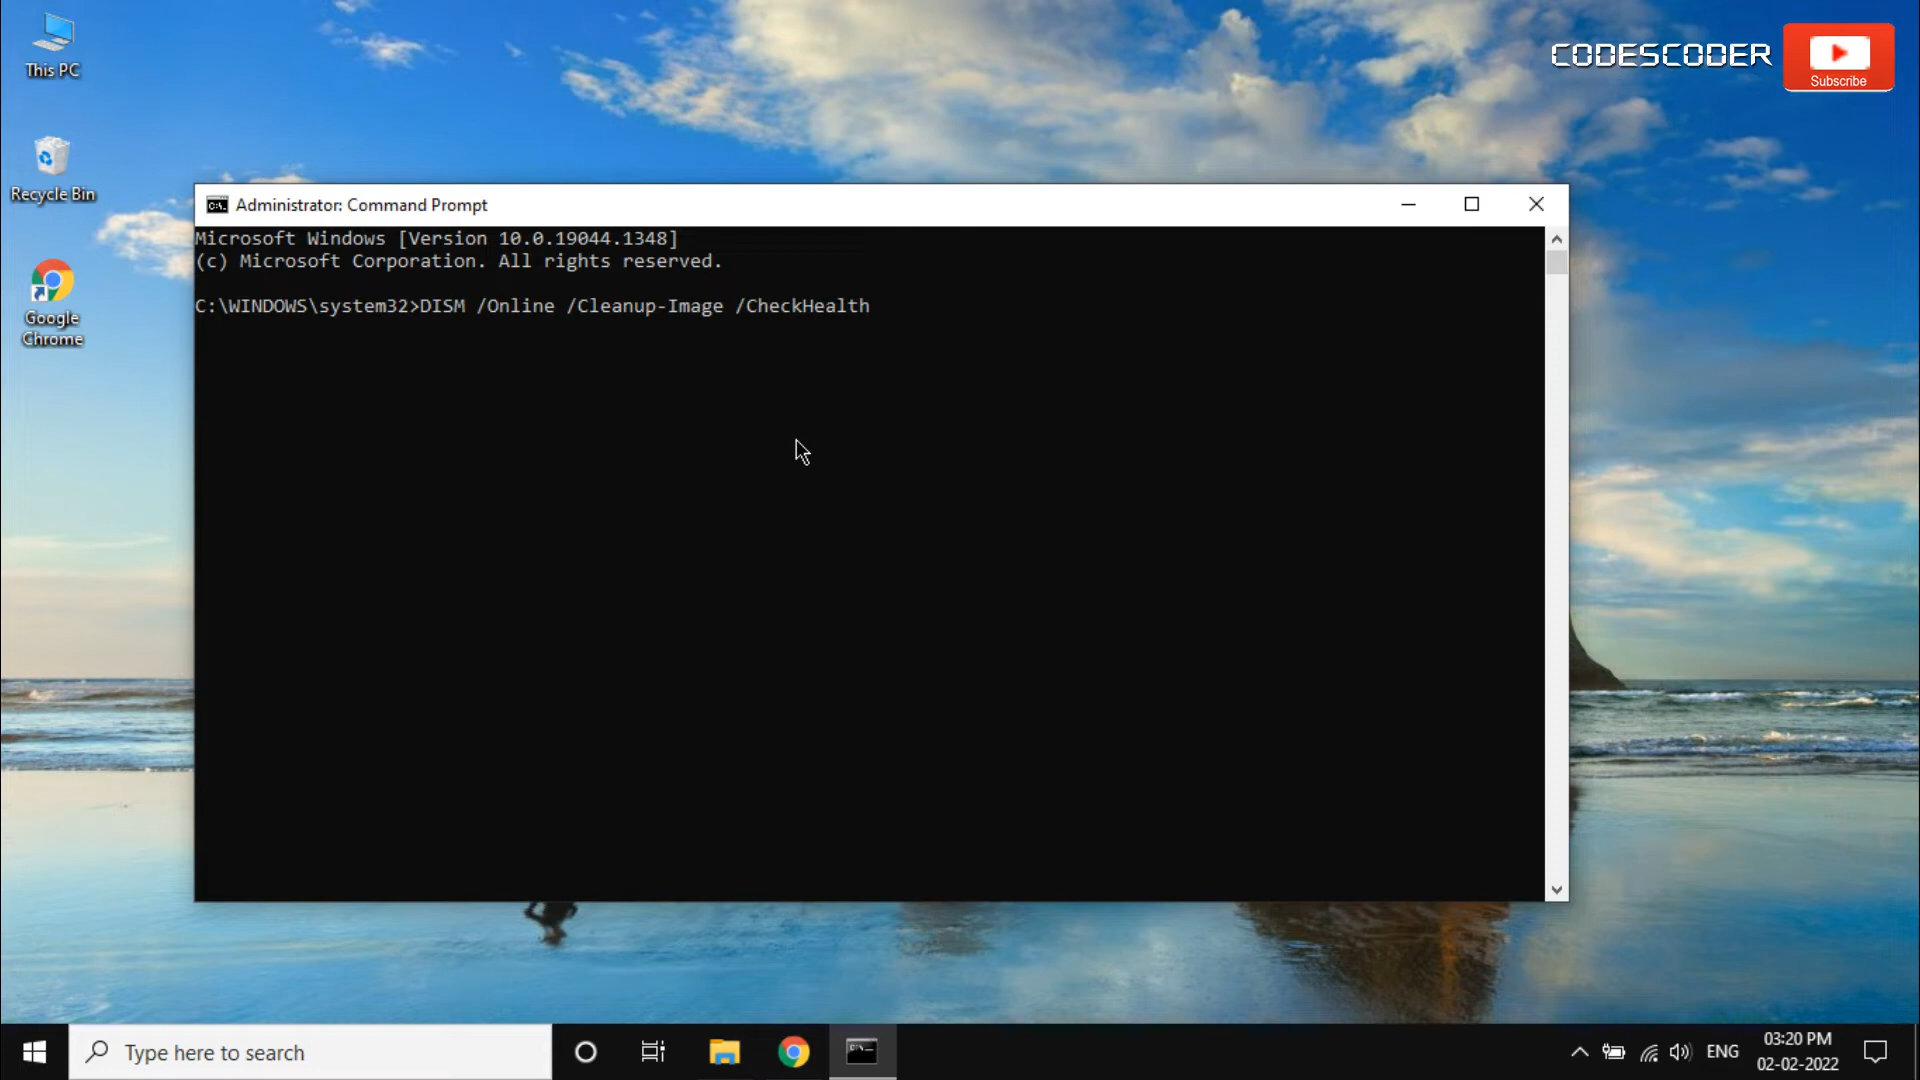 This PC
Recycle Bin
Google
Chrome
CODESCODER
Subscribe
Administrator: Command Prompt
Microsoft Windows [Version 10.0.19044.1348]
(c) Microsoft Corporation. All rights reserved.
C:\WINDOWS\system32>DISM /Online /Cleanup-Image /CheckHealth
Type here to search
ENG
03:20 PM
02-02-2022